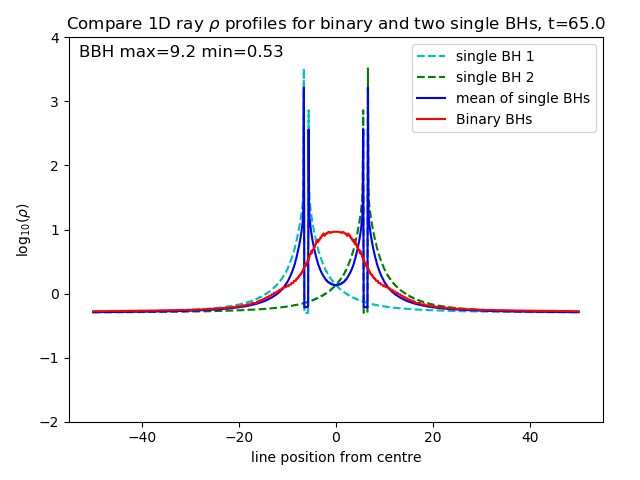 Compare 1D ray ρ profiles for binary and two single BHs, t=65.0
BBH max=9.2 min=0.53
single BH 1
single BH 2
mean of single BHs
Binary BHs
log₁₀(ρ)
4
3
2
1
0
−1
−2
−40 −20 0 20 40
line position from centre